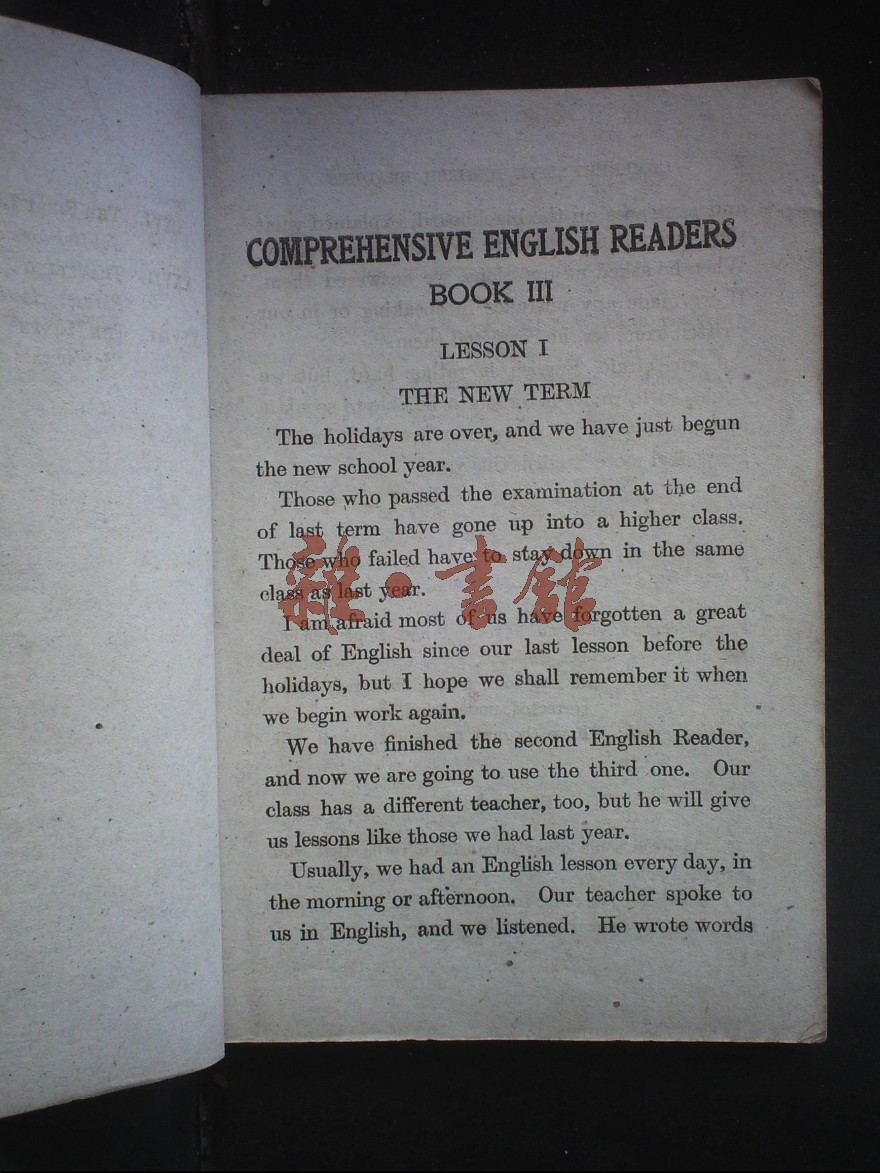 COMPREHENSIVE ENGLISH READERS
BOOK III
LESSON I
THE NEW TERM
The holidays are over, and we have just begun
the new school year.
Those who passed the examination at the end
of last term have gone up into a higher class.
Those who failed have to stay down in the same
class as last year.
I am afraid most of us have forgotten a great
deal of English since our last lesson before the
holidays, but I hope we shall remember it when
we begin work again.
We have finished the second English Reader,
and now we are going to use the third one. Our
class has a different teacher, too, but he will give
us lessons like those we had last year.
Usually, we had an English lesson every day, in
the morning or afternoon. Our teacher spoke to
us in English, and we listened. He wrote words
雜·書館